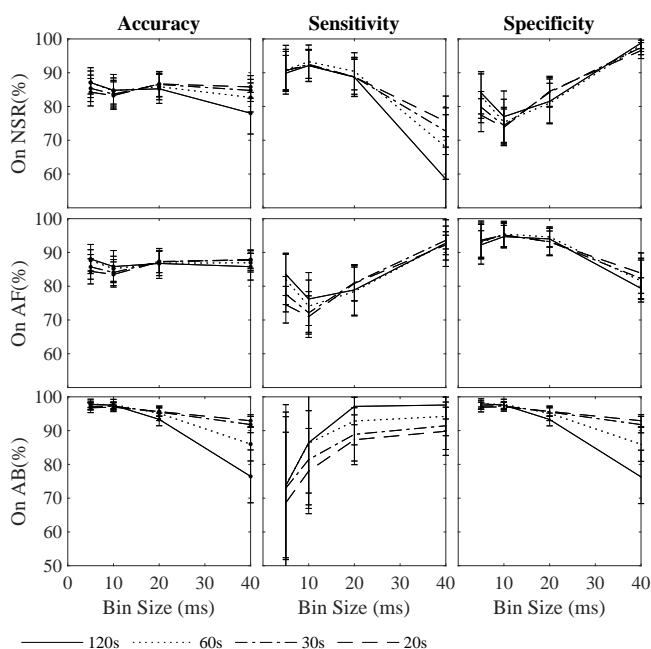 Accuracy Sensitivity Specificity
100
90
80
70
60
On NSR(%)
100
90
80
70
60
On AF(%)
100
90
80
70
60
50
On AB(%)
0 10 20 30 40 10 20 30 40 10 20 30 40
Bin Size (ms) Bin Size (ms) Bin Size (ms)
120s 60s 30s 20s